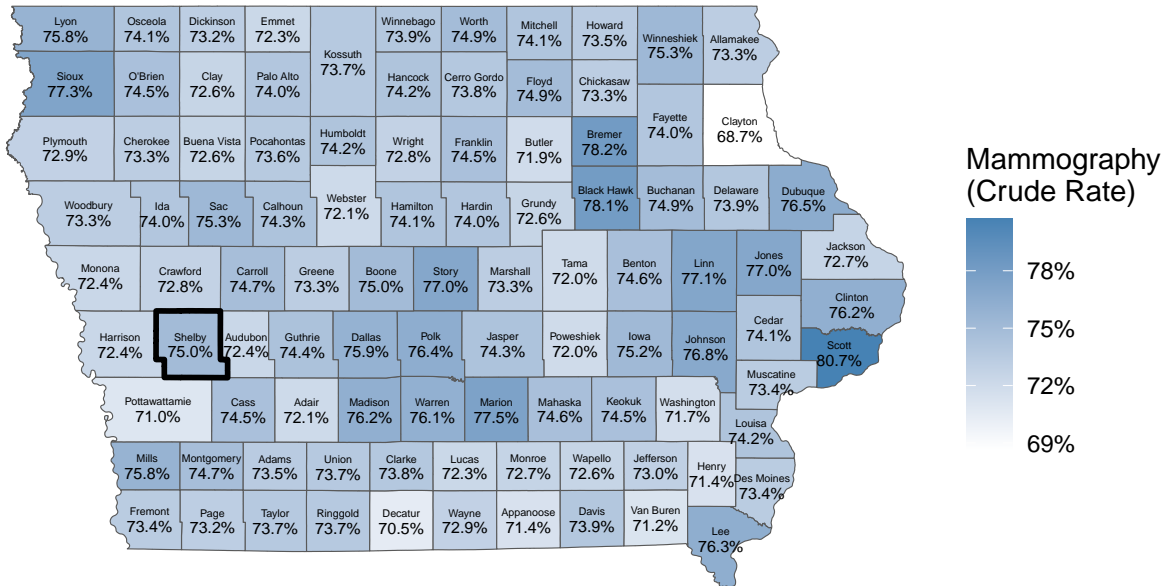 Lyon Osceola Dickinson Emmet Winnebago Worth Mitchell Howard Winneshiek Allamakee
75.8% 74.1% 73.2% 72.3% 73.9% 74.9% 74.1% 73.5% 75.3% 73.3%
Kossuth
73.7%
Sioux O'Brien Clay Palo Alto Hancock Cerro Gordo Floyd Chickasaw
77.3% 74.5% 72.6% 74.0% 74.2% 73.8% 74.9% 73.3%
Fayette Clayton
74.0% 68.7%
Plymouth Cherokee Buena Vista Pocahontas Humboldt Wright Franklin Butler Bremer
72.9% 73.3% 72.6% 73.6% 74.2% 72.8% 74.5% 71.9% 78.2%
Mammography
(Crude Rate)
Woodbury Ida Sac Calhoun Webster Hamilton Hardin Grundy Black Hawk Buchanan Delaware Dubuque
73.3% 74.0% 75.3% 74.3% 72.1% 74.1% 74.0% 72.6% 78.1% 74.9% 73.9% 76.5%
Monona Crawford Carroll Greene Boone Story Marshall Tama Benton Linn Jones Jackson
72.4% 72.8% 74.7% 73.3% 75.0% 77.0% 73.3% 72.0% 74.6% 77.1% 77.0% 72.7%
78%
Clinton
76.2%
Harrison Shelby Audubon Guthrie Dallas Polk Jasper Poweshiek Iowa Johnson Cedar Scott
72.4% 75.0% 72.4% 74.4% 75.9% 76.4% 74.3% 72.0% 75.2% 76.8% 74.1% 80.7%
75%
Muscatine
73.4%
72%
Pottawattamie Cass Adair Madison Warren Marion Mahaska Keokuk Washington
71.0% 74.5% 72.1% 76.2% 76.1% 77.5% 74.6% 74.5% 71.7%
Louisa
74.2%
69%
Mills Montgomery Adams Union Clarke Lucas Monroe Wapello Jefferson Henry Des Moines
75.8% 74.7% 73.5% 73.7% 73.8% 72.3% 72.7% 72.6% 73.0% 71.4% 73.4%
Fremont Page Taylor Ringgold Decatur Wayne Appanoose Davis Van Buren
73.4% 73.2% 73.7% 73.7% 70.5% 72.9% 71.4% 73.9% 71.2%
Lee
76.3%